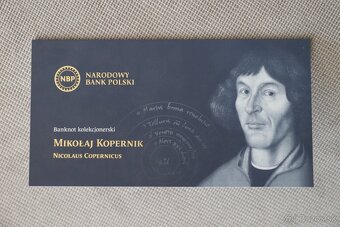 NBP
NARODOWY
BANK POLSKI
Banknot kolekcjonerski
MIKOŁAJ KOPERNIK
NICOLAUS COPERNICUS